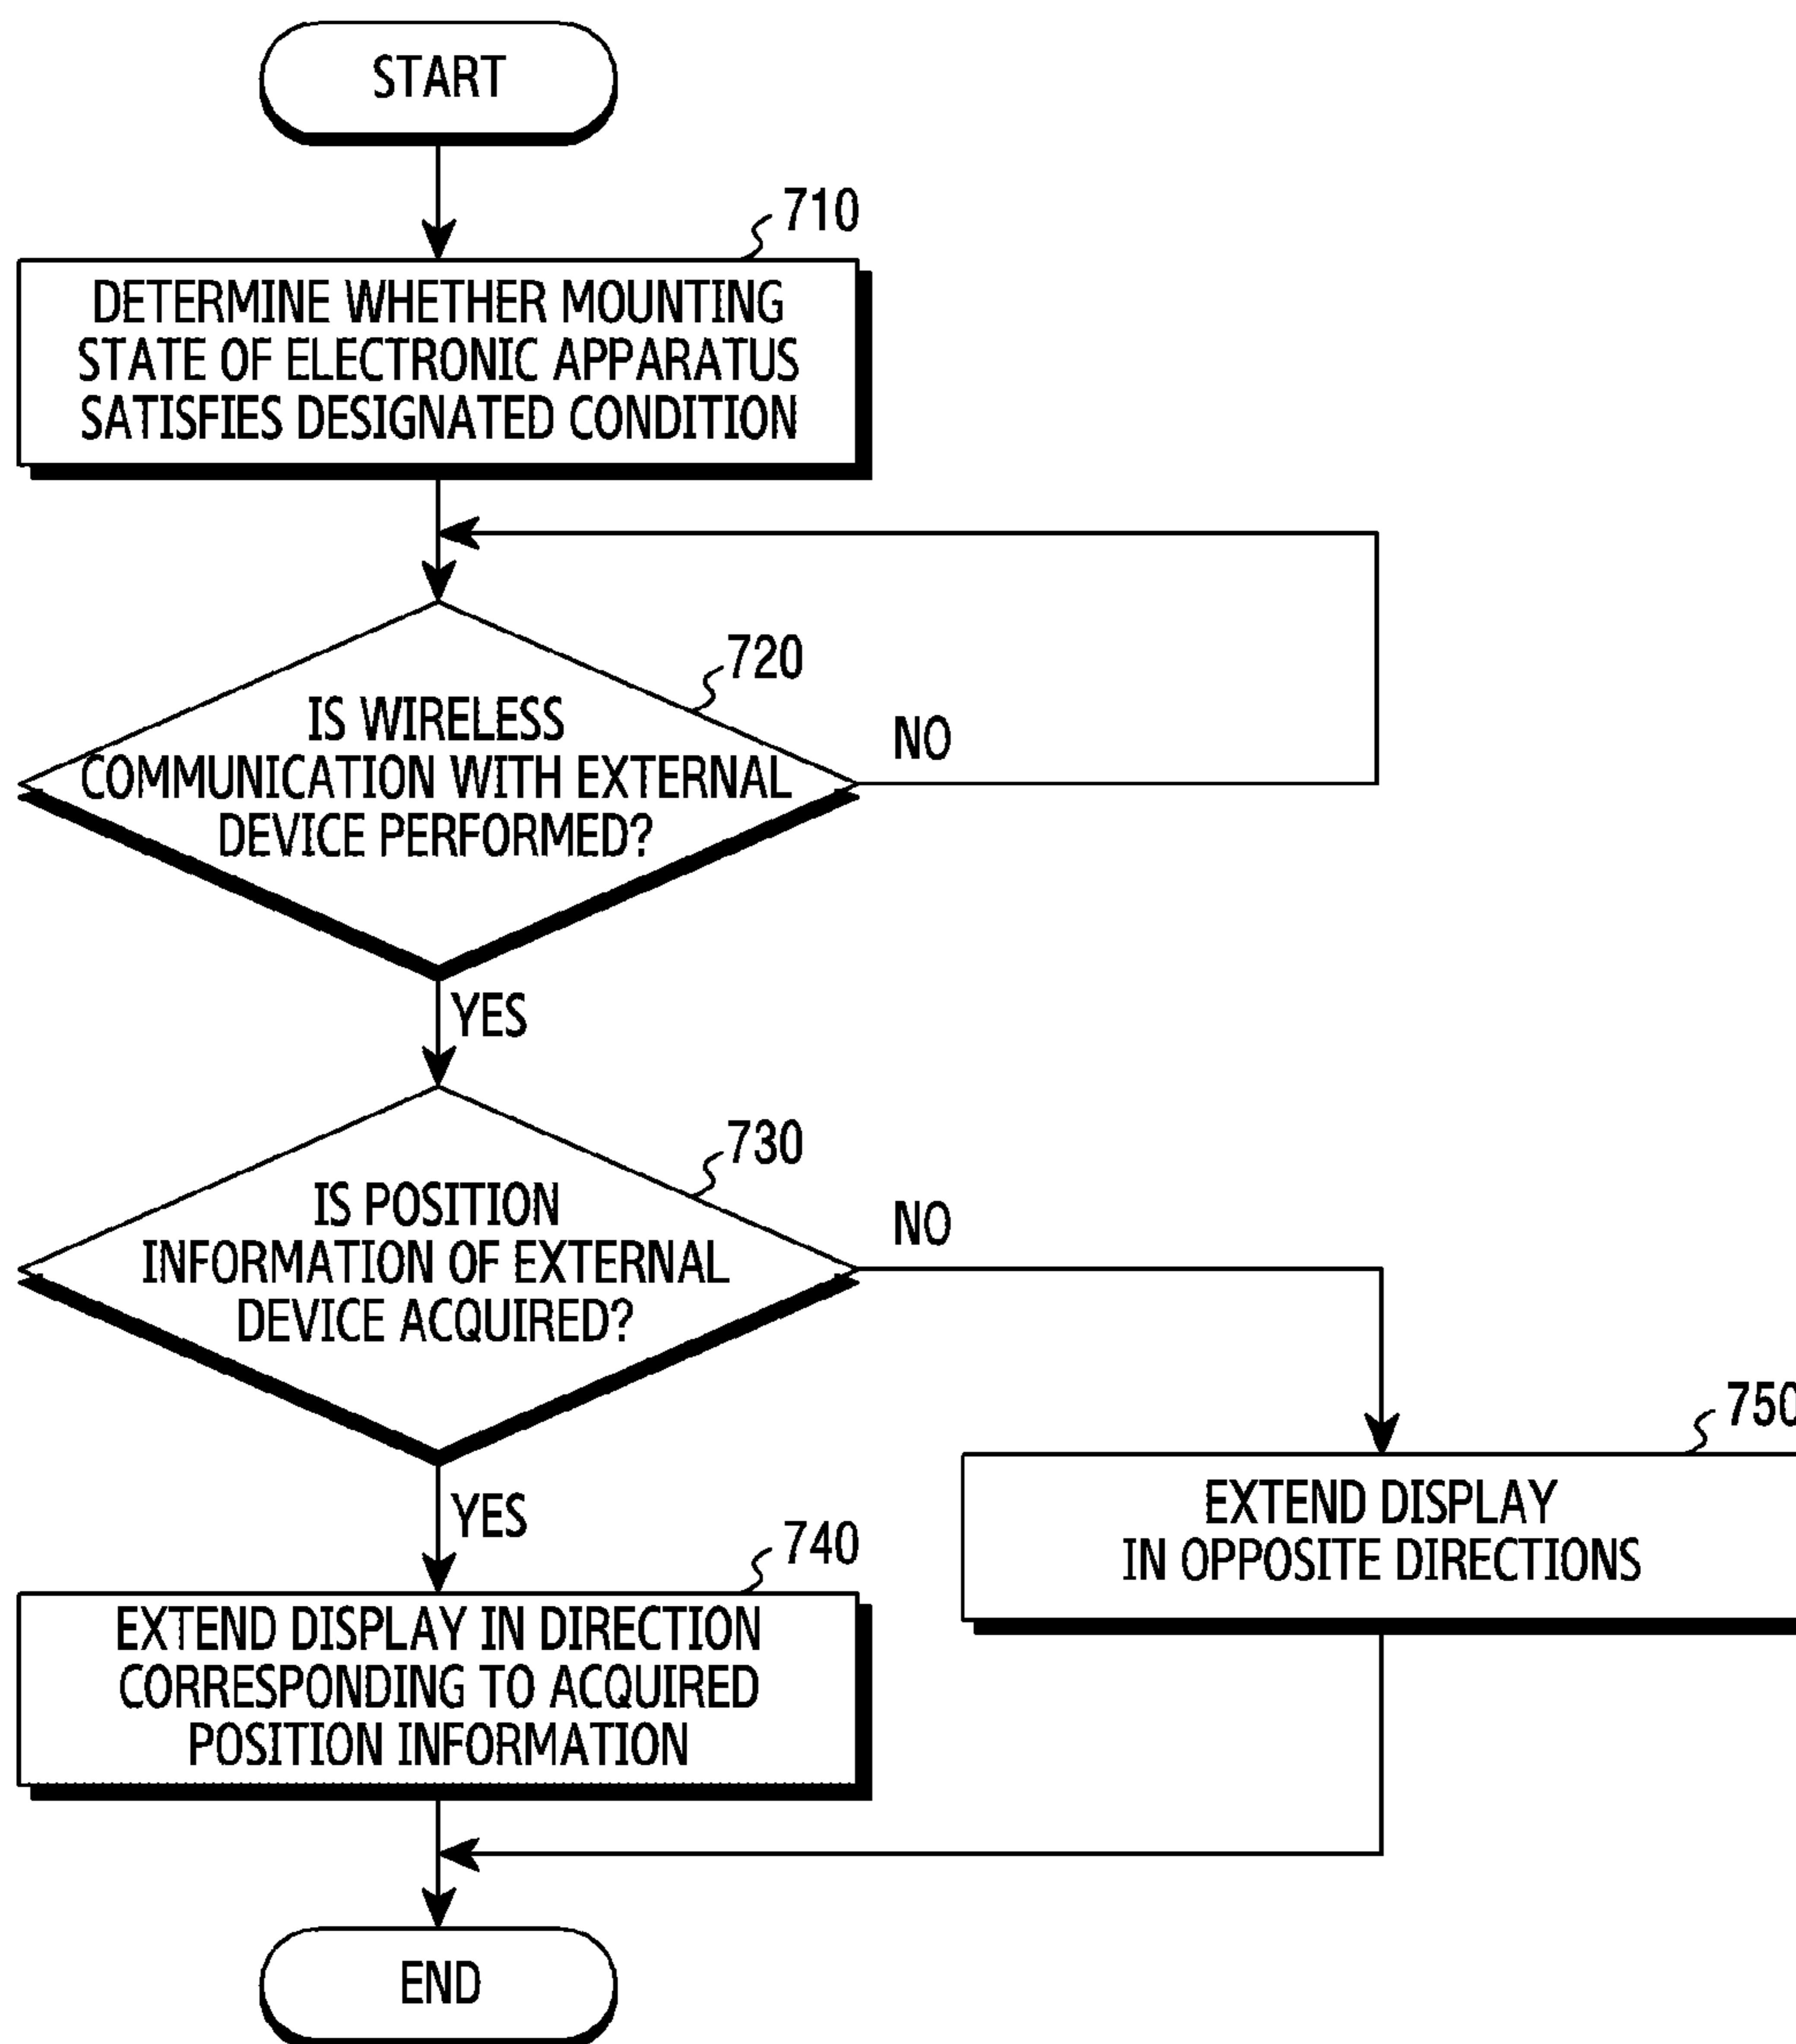 START
710
DETERMINE WHETHER MOUNTING
STATE OF ELECTRONIC APPARATUS
SATISFIES DESIGNATED CONDITION
720
IS WIRELESS
COMMUNICATION WITH EXTERNAL
DEVICE PERFORMED?
NO
YES
730
IS POSITION
INFORMATION OF EXTERNAL
DEVICE ACQUIRED?
NO
YES
740
EXTEND DISPLAY IN DIRECTION
CORRESPONDING TO ACQUIRED
POSITION INFORMATION
750
EXTEND DISPLAY
IN OPPOSITE DIRECTIONS
END